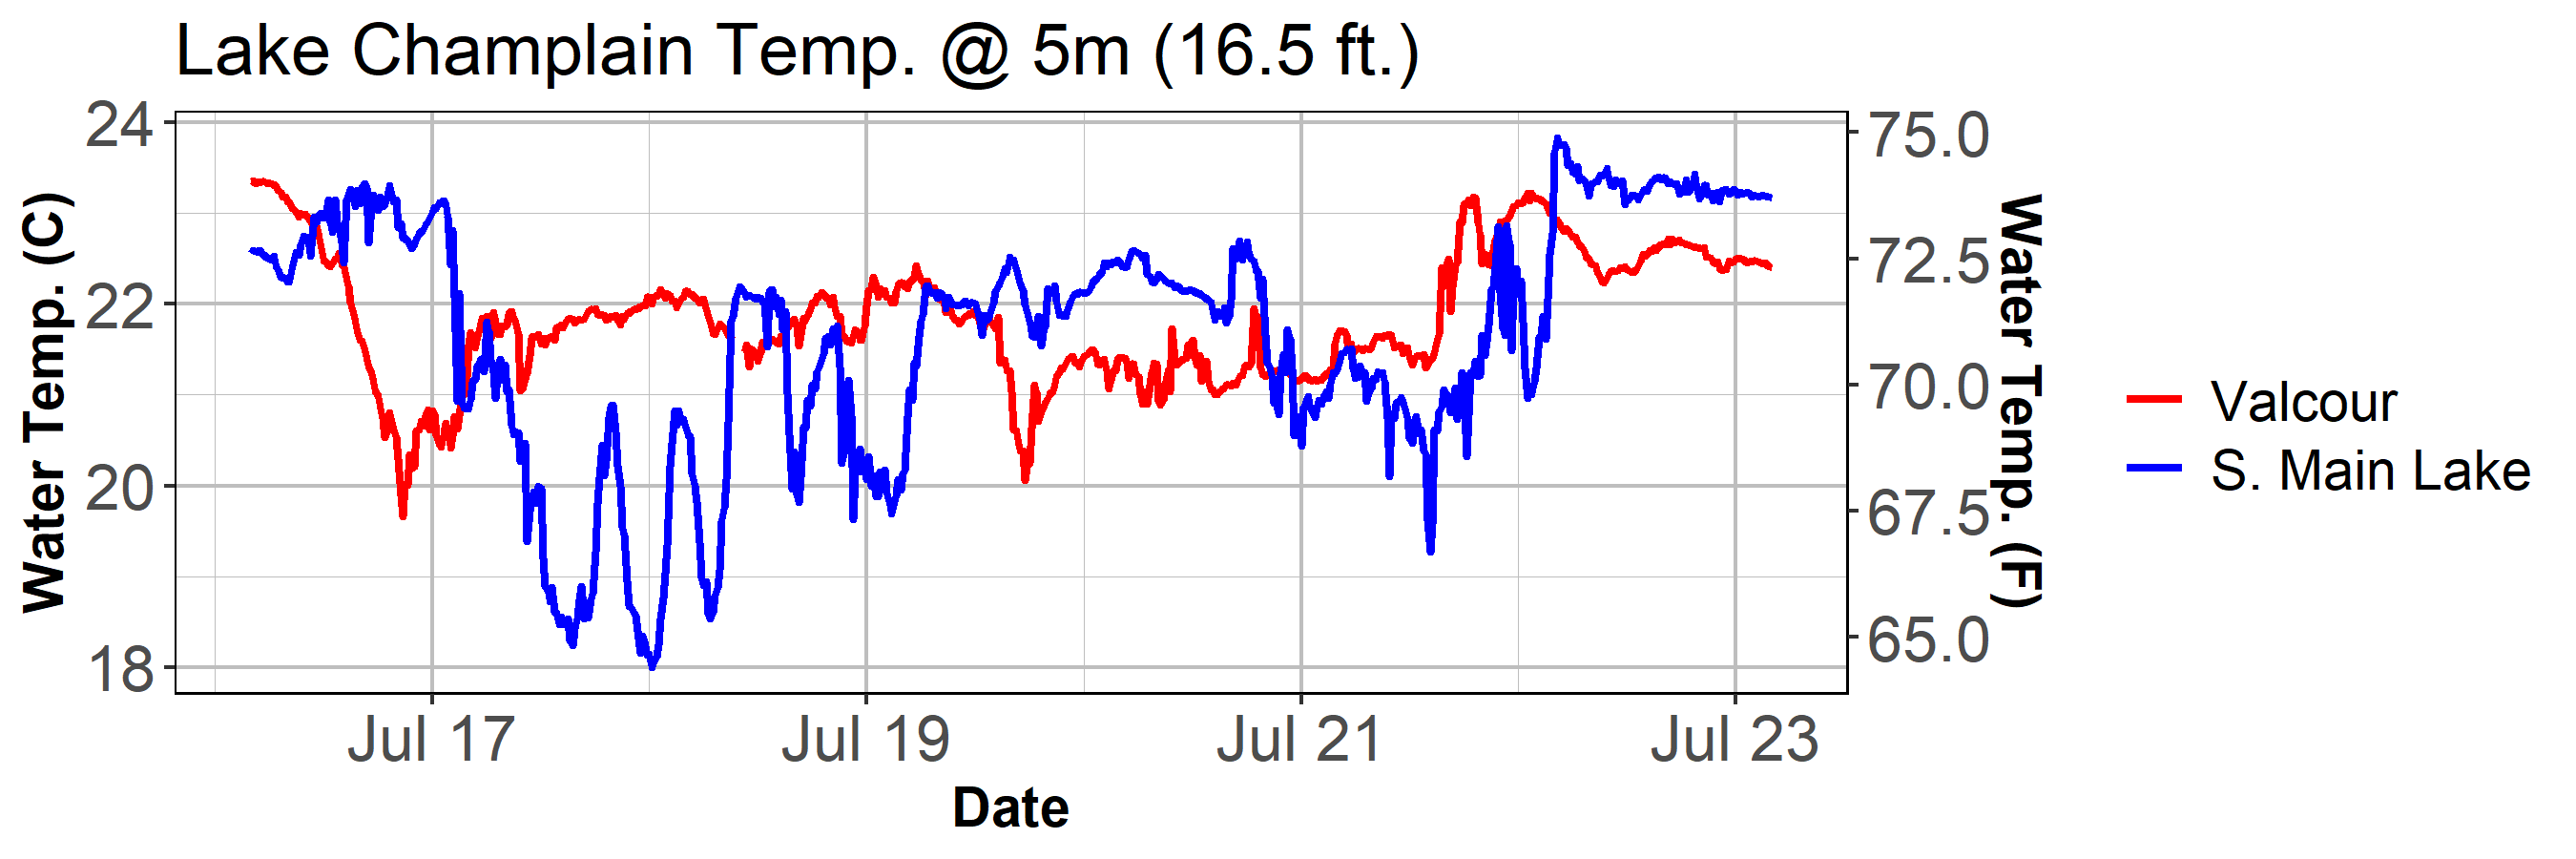 Lake Champlain Temp. @ 5m (16.5 ft.)
Water Temp. (C)
24
22
20
18
75.0
72.5
70.0
67.5
65.0
Water Temp. (F)
Jul 17
Jul 19
Jul 21
Jul 23
Date
Valcour
S. Main Lake